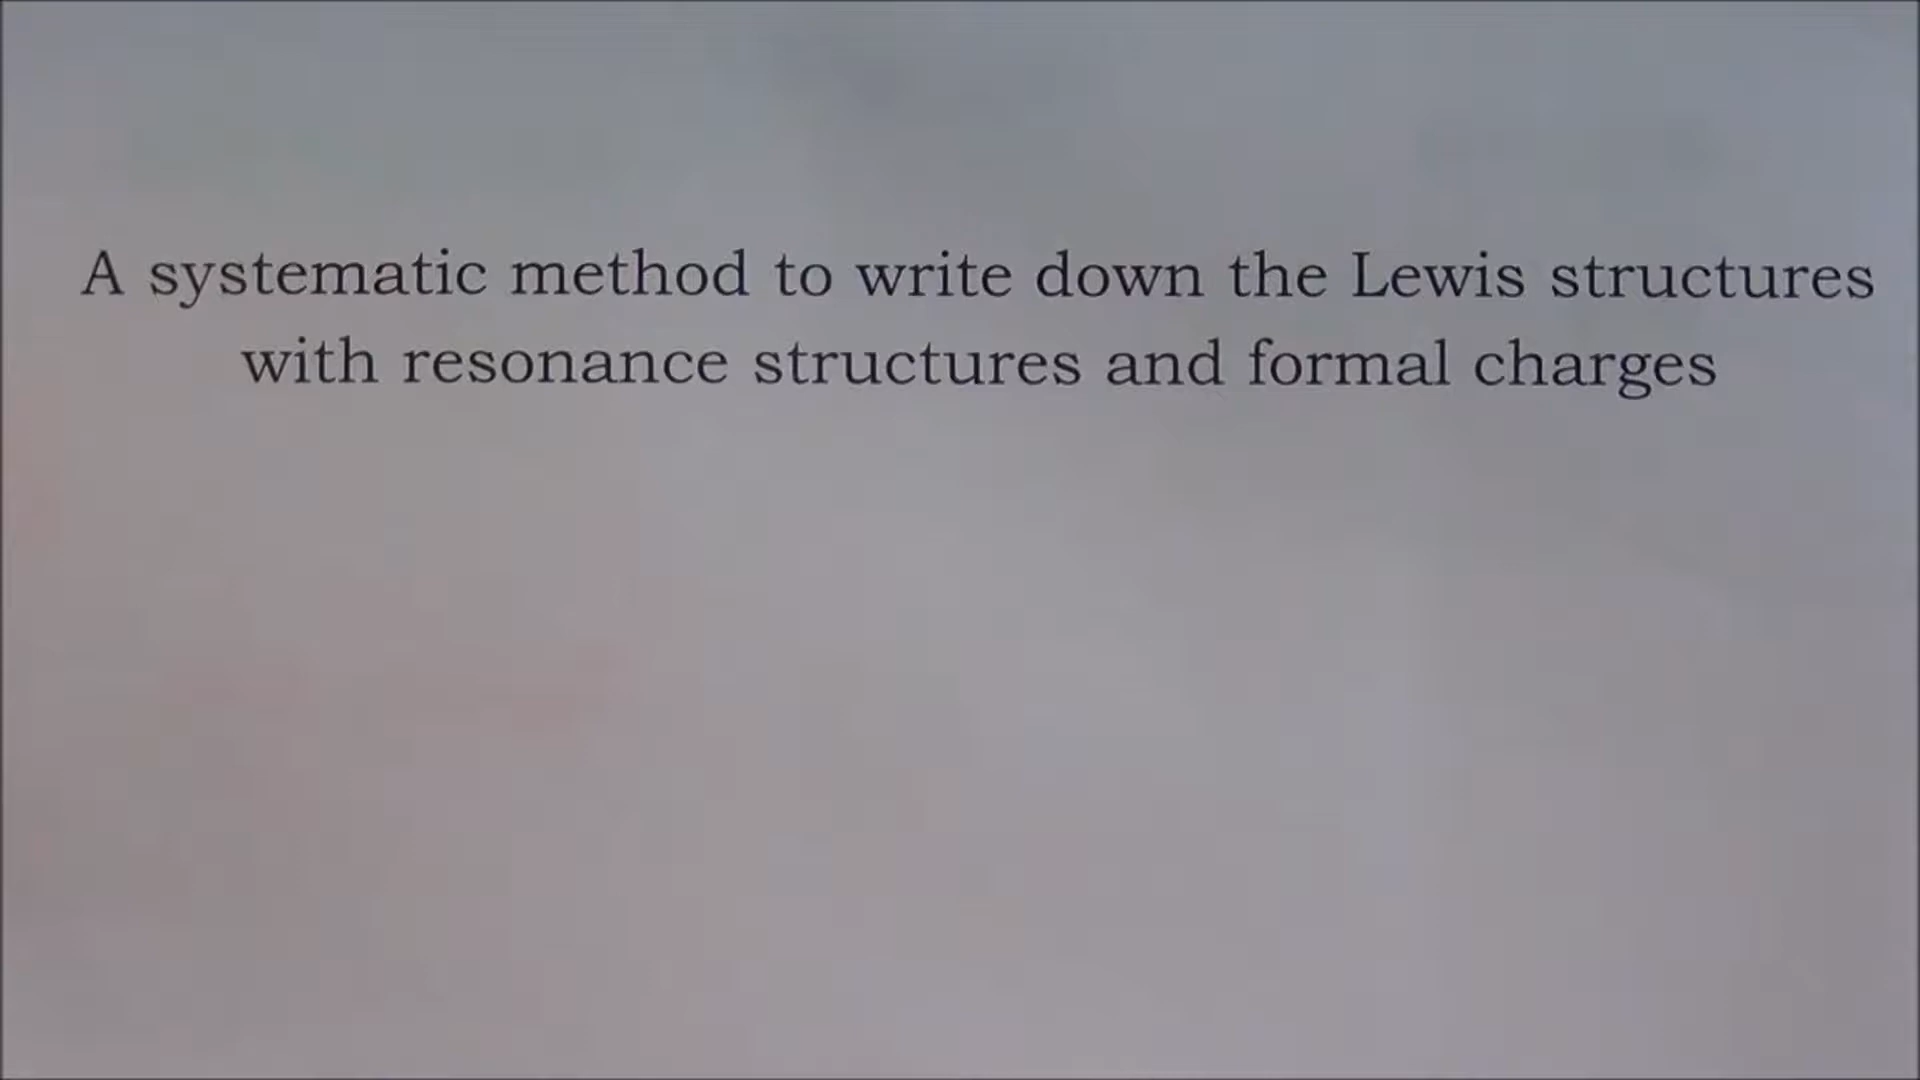 A systematic method to write down the Lewis structures
with resonance structures and formal charges